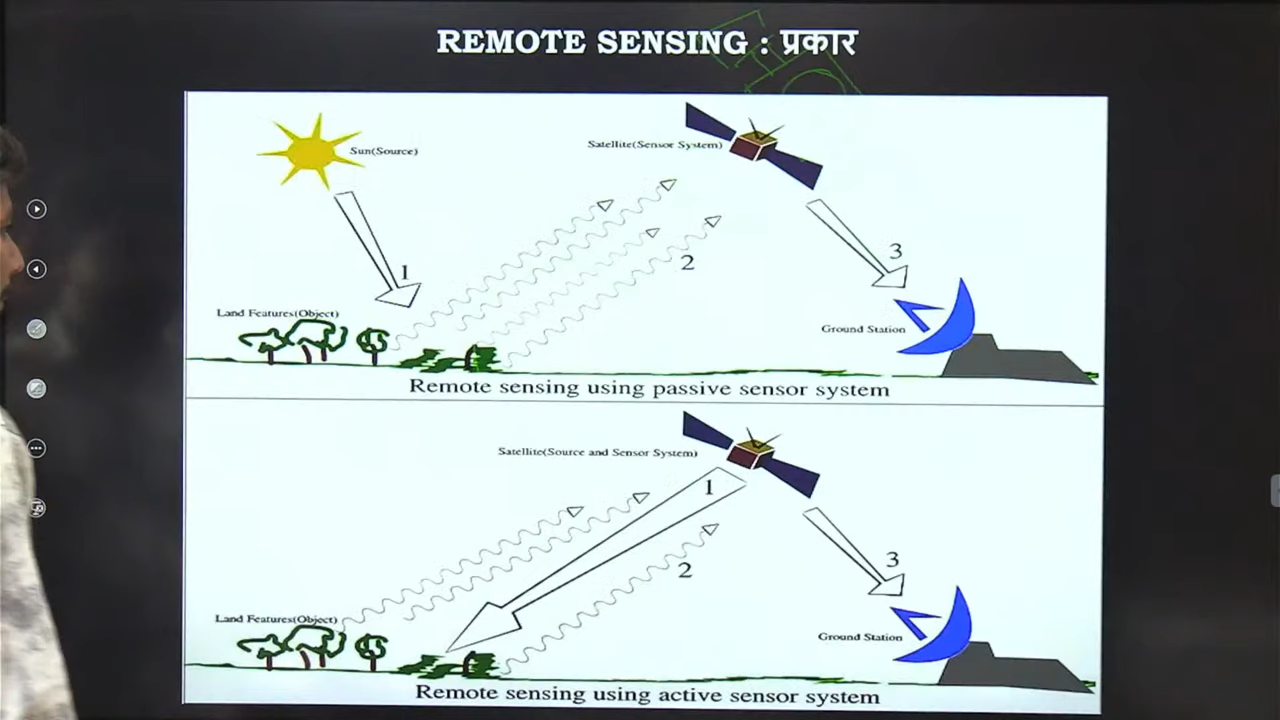 REMOTE SENSING : प्रकार
Sun(Source)
Satellite(Sensor System)
1
2
3
Land Features(Object)
Ground Station
Remote sensing using passive sensor system
Satellite(Source and Sensor System)
1
2
3
Land Features(Object)
Ground Station
Remote sensing using active sensor system